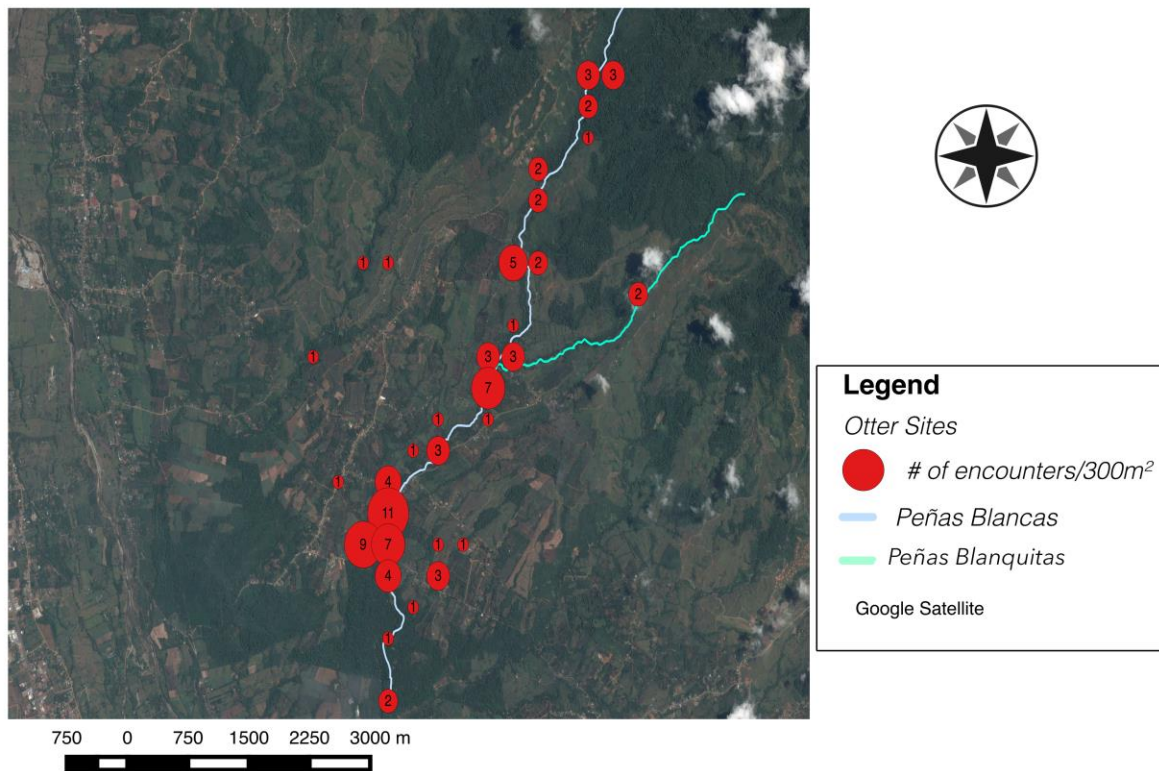 3 3
2
1
2
2
1 1 5 2
2
1
1 3 3
7
1 1
1 3
1 4
11
9 7 1 1
4 3
1
1
2
Legend
Otter Sites
# of encounters/300m²
Peñas Blancas
Peñas Blanquitas
Google Satellite
750 0 750 1500 2250 3000 m